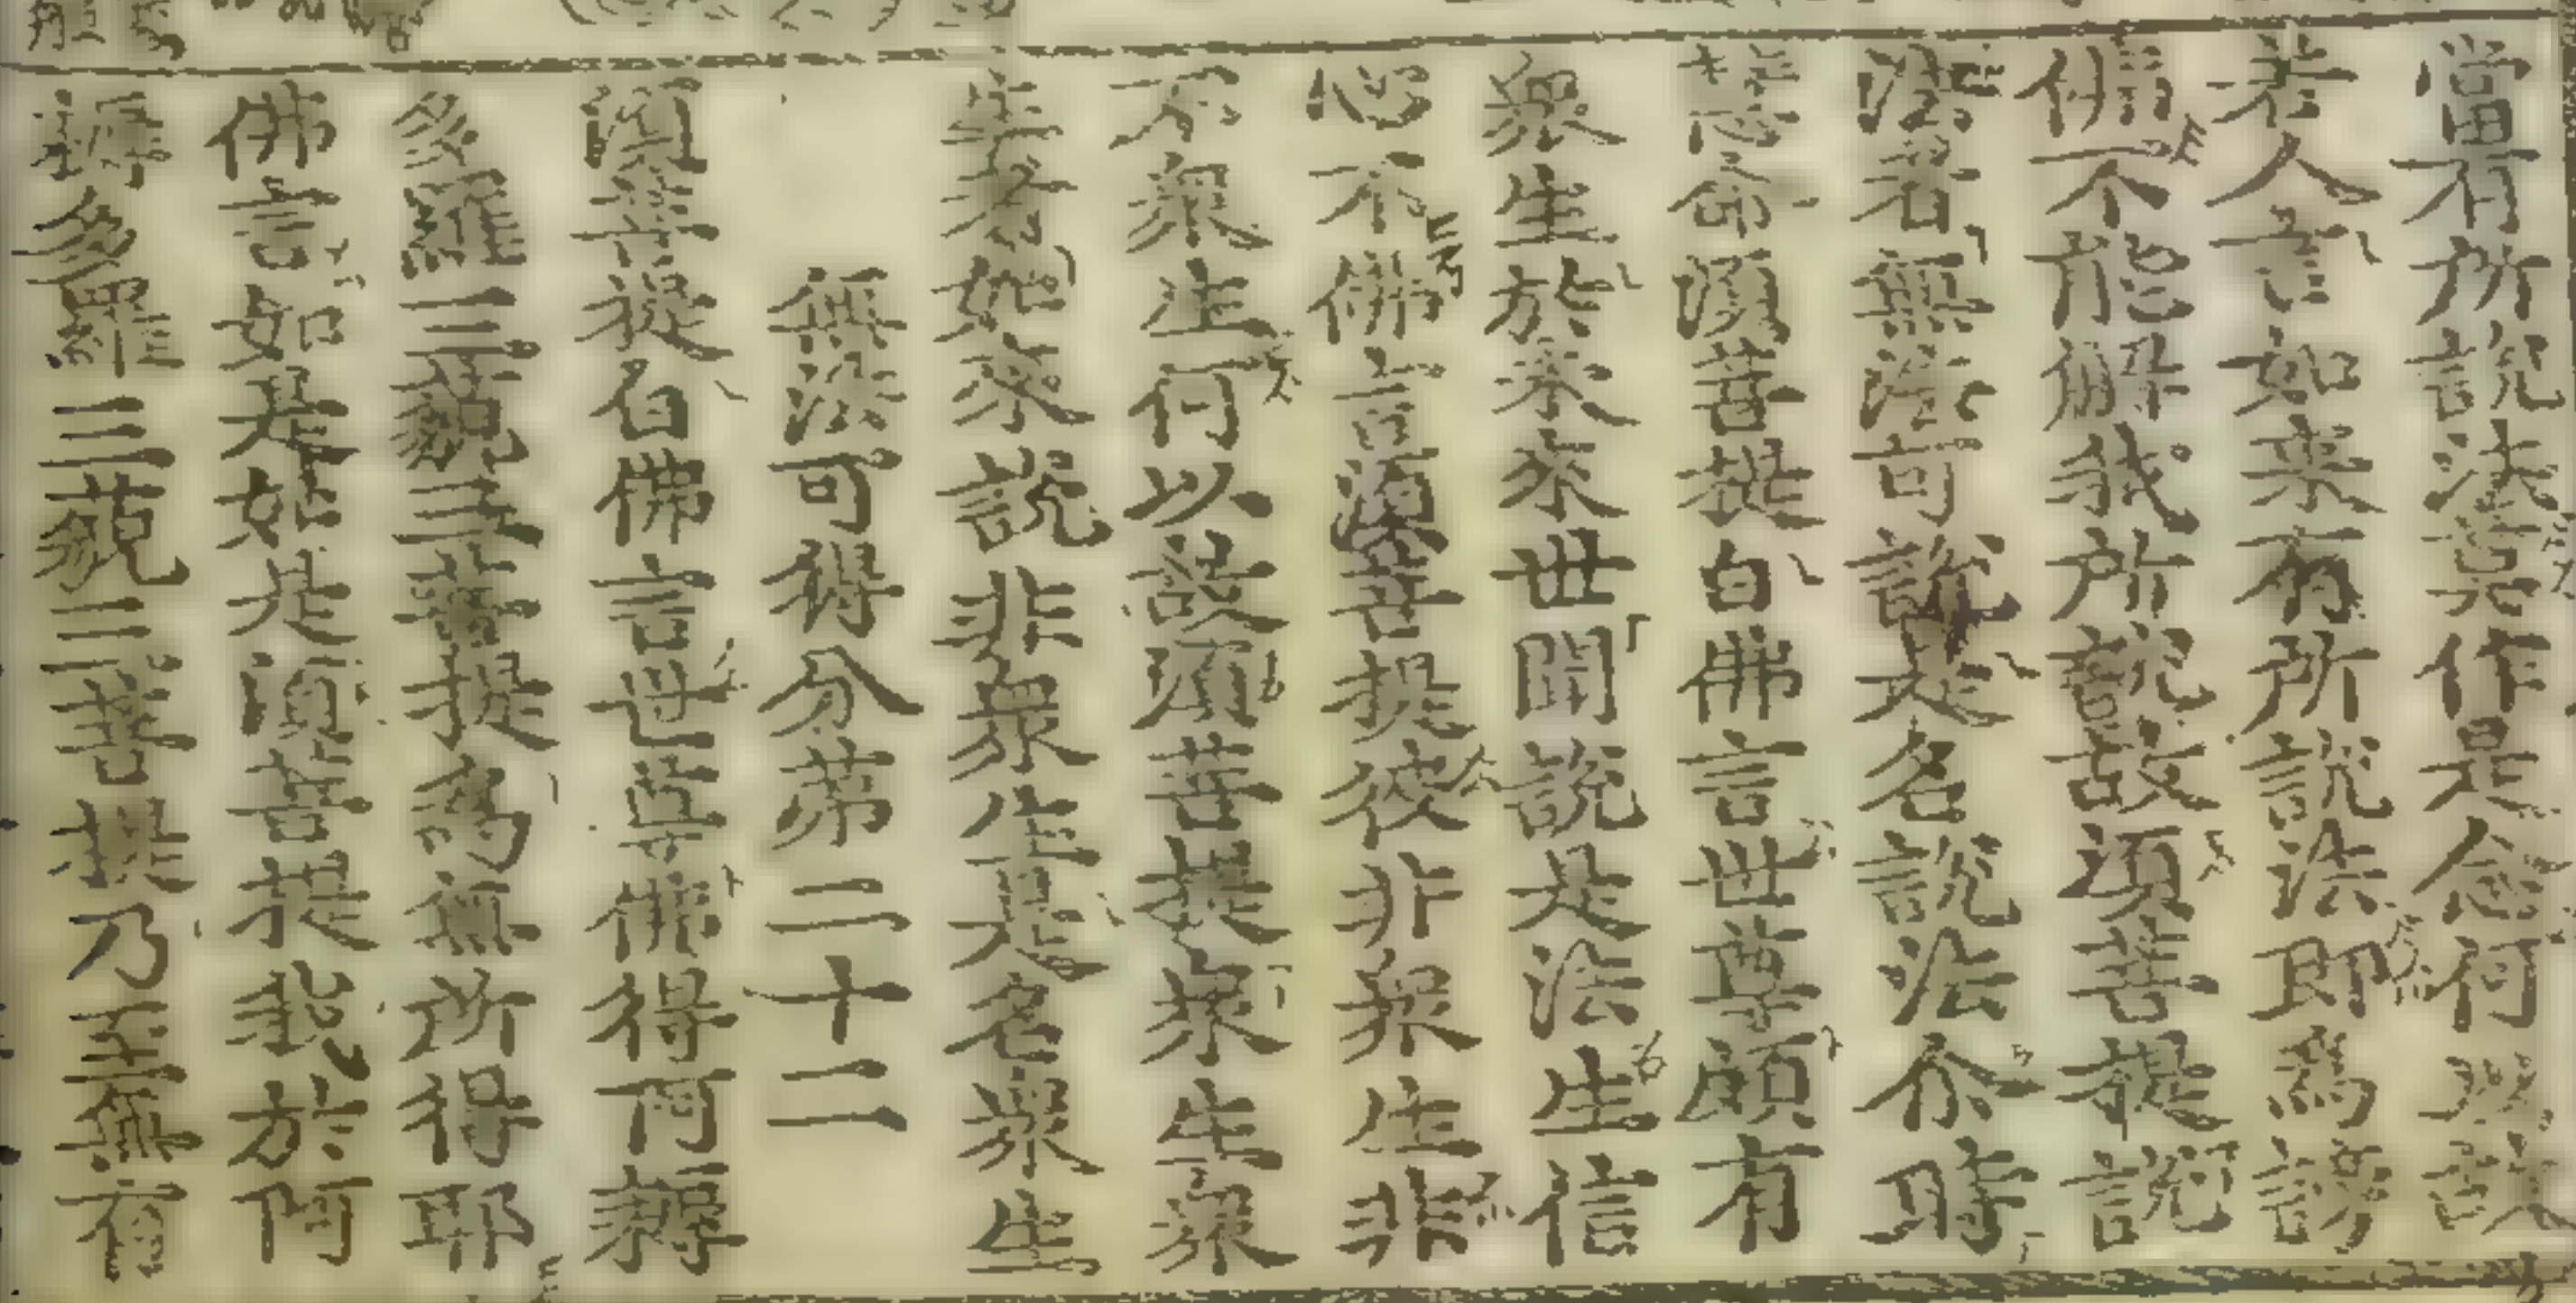 當有所說法莫作是念何以故
若人言如来有所說法即為謗
佛不能解我所說故須菩提說
法者無法可說是名說法尒時
慧命須菩提白佛言世尊頗有
衆生於未來世聞說是法生信
心不佛言須菩提彼非衆生非
不衆生何以故須菩提衆生衆
生者如來說非衆生是名衆生
無法可得分苐二十二
須菩提白佛言世尊佛得阿耨
多羅三藐三菩提為無所得耶
佛言如是如是須菩提我於阿
耨多羅三藐三菩提乃至無有